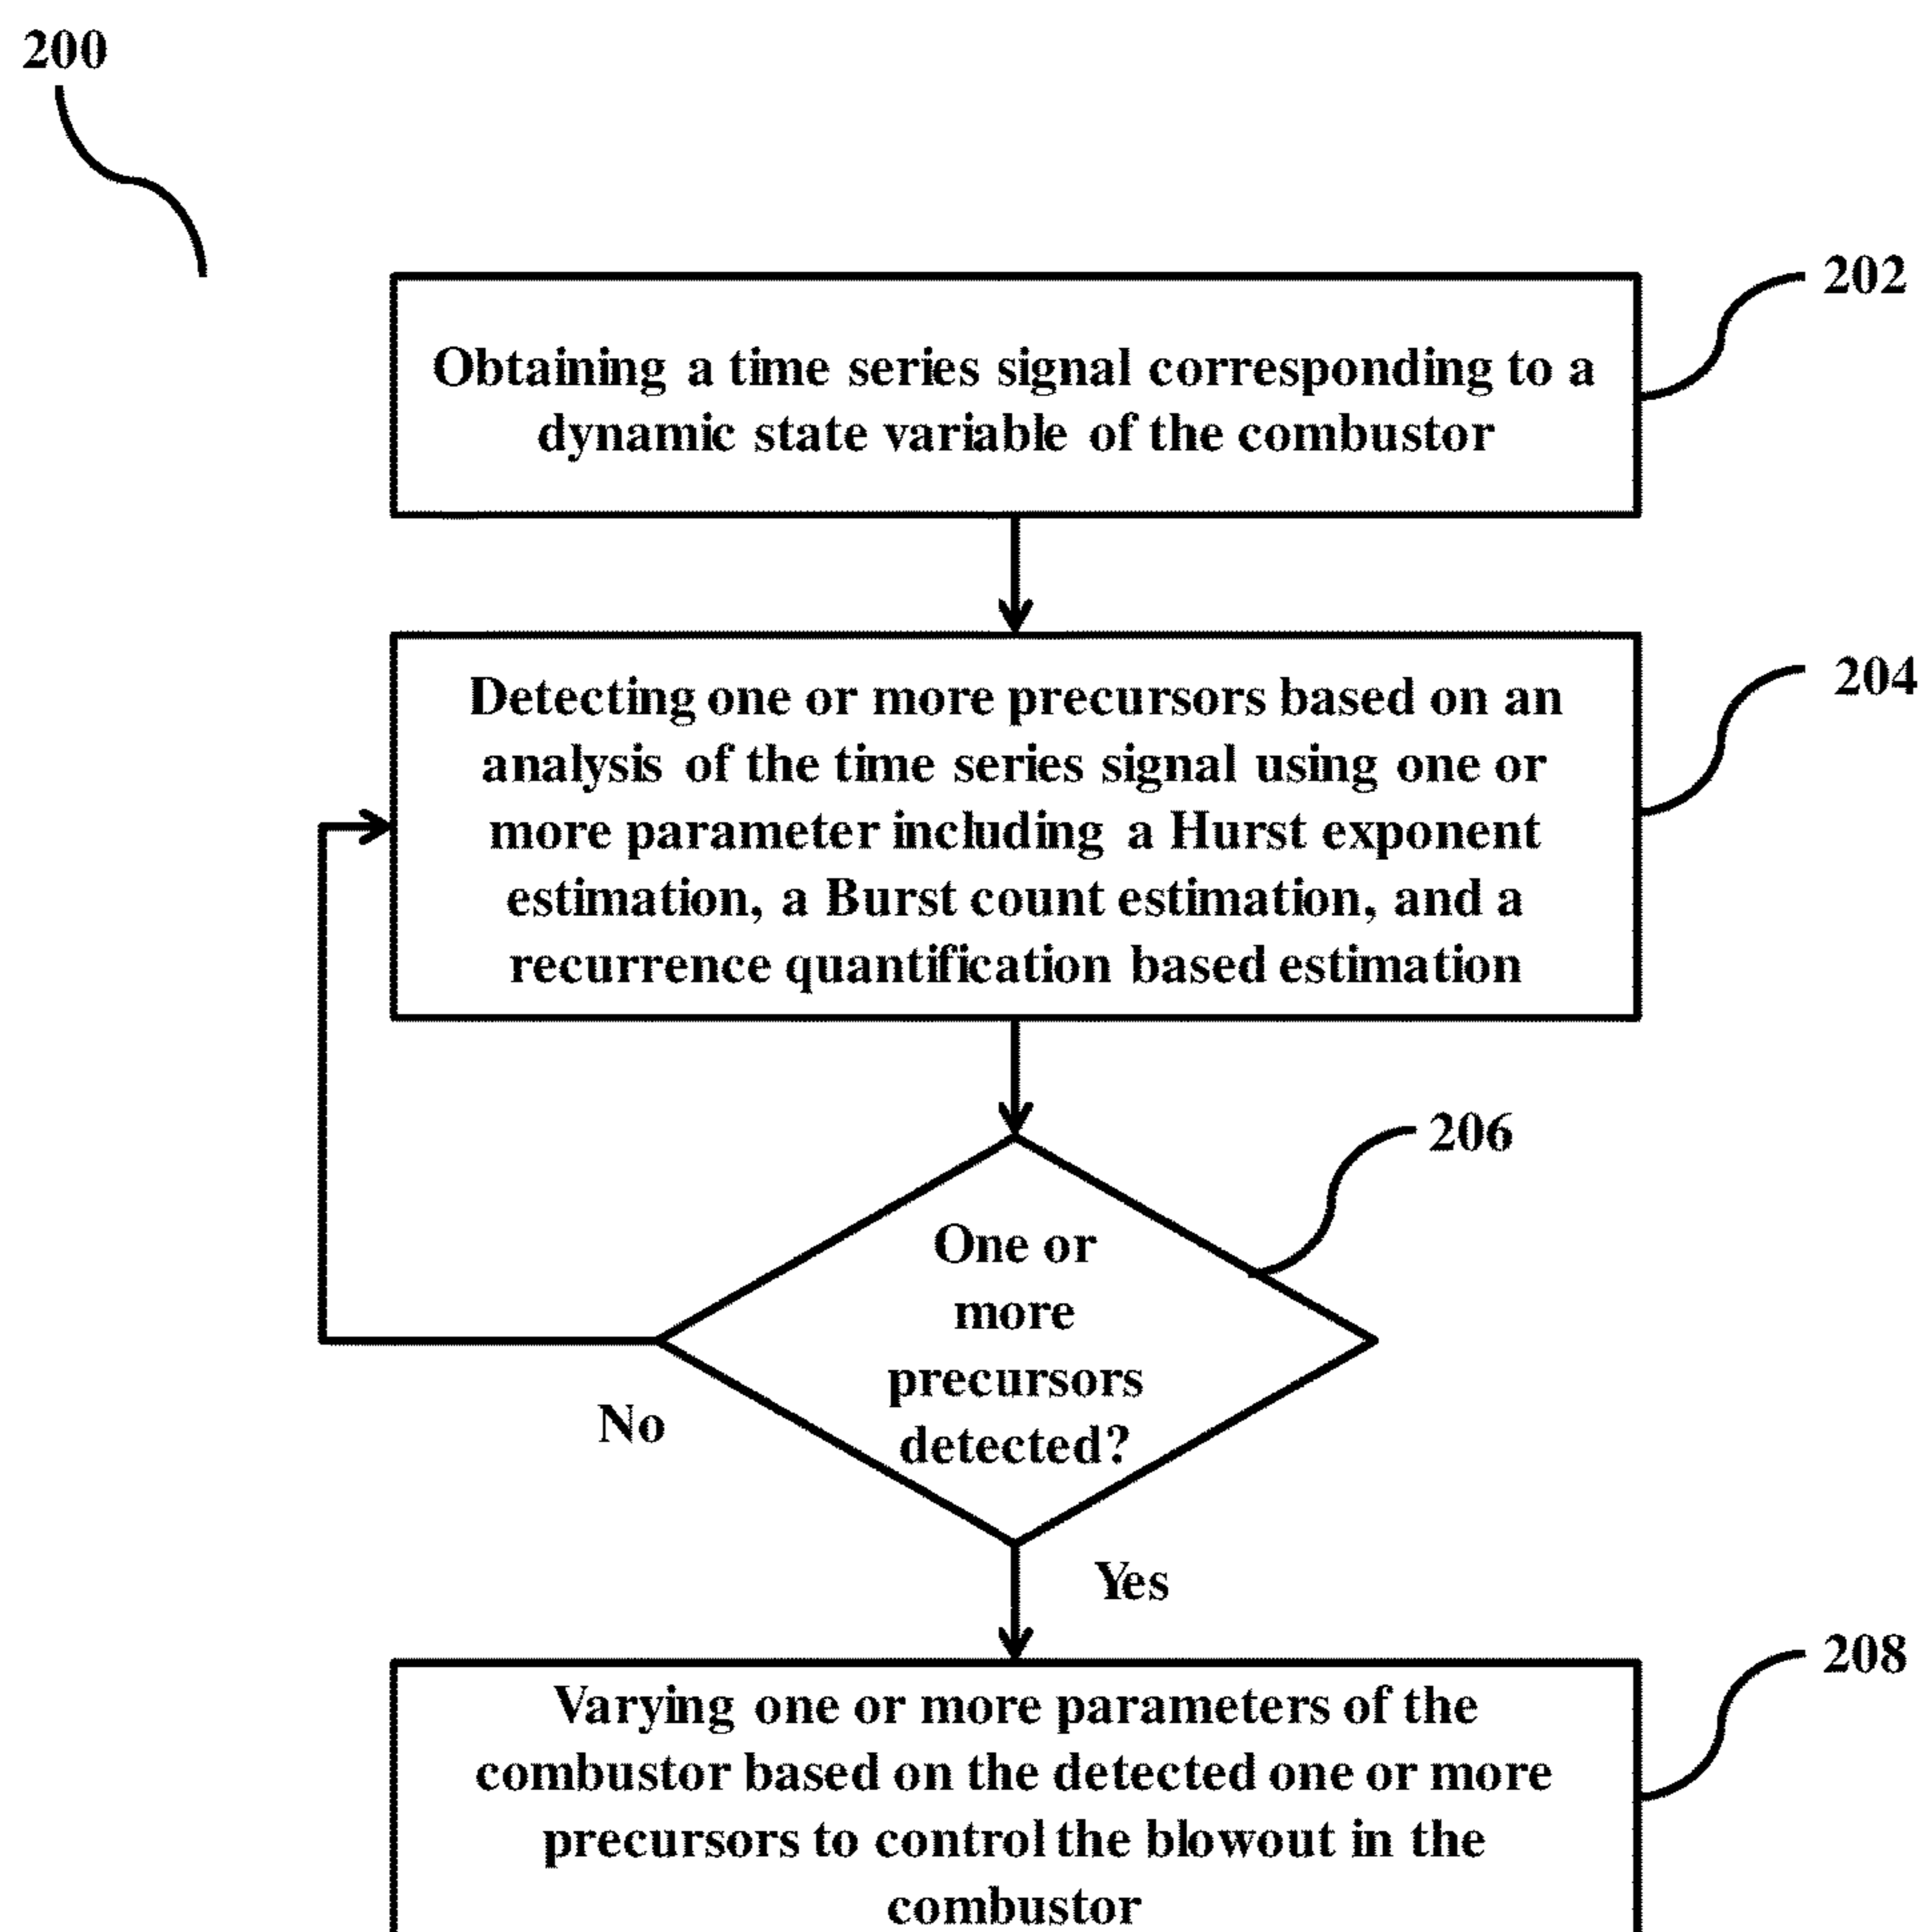 200
202
Obtaining a time series signal corresponding to a
dynamic state variable of the combustor
204
Detecting one or more precursors based on an
analysis of the time series signal using one or
more parameter including a Hurst exponent
estimation, a Burst count estimation, and a
recurrence quantification based estimation
206
One or
more
precursors
detected?
No
Yes
208
Varying one or more parameters of the
combustor based on the detected one or more
precursors to control the blowout in the
combustor